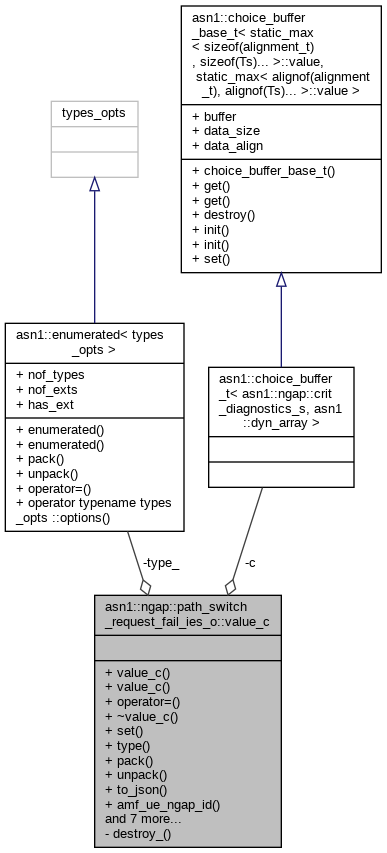 asn1::choice_buffer
_base_t< static_max
< sizeof(alignment_t)
, sizeof(Ts)... >::value,
static_max< alignof(alignment
_t), alignof(Ts)... >::value >
+ buffer
+ data_size
+ data_align
+ choice_buffer_base_t()
+ get()
+ get()
+ destroy()
+ init()
+ init()
+ set()
types_opts
asn1::enumerated< types
_opts >
+ nof_types
+ nof_exts
+ has_ext
+ enumerated()
+ enumerated()
+ pack()
+ unpack()
+ operator=()
+ operator typename types
_opts ::options()
asn1::choice_buffer
_t< asn1::ngap::crit
_diagnostics_s, asn1
::dyn_array >
-type_
-c
asn1::ngap::path_switch
_request_fail_ies_o::value_c
+ value_c()
+ value_c()
+ operator=()
+ ~value_c()
+ set()
+ type()
+ pack()
+ unpack()
+ to_json()
+ amf_ue_ngap_id()
and 7 more...
- destroy_()